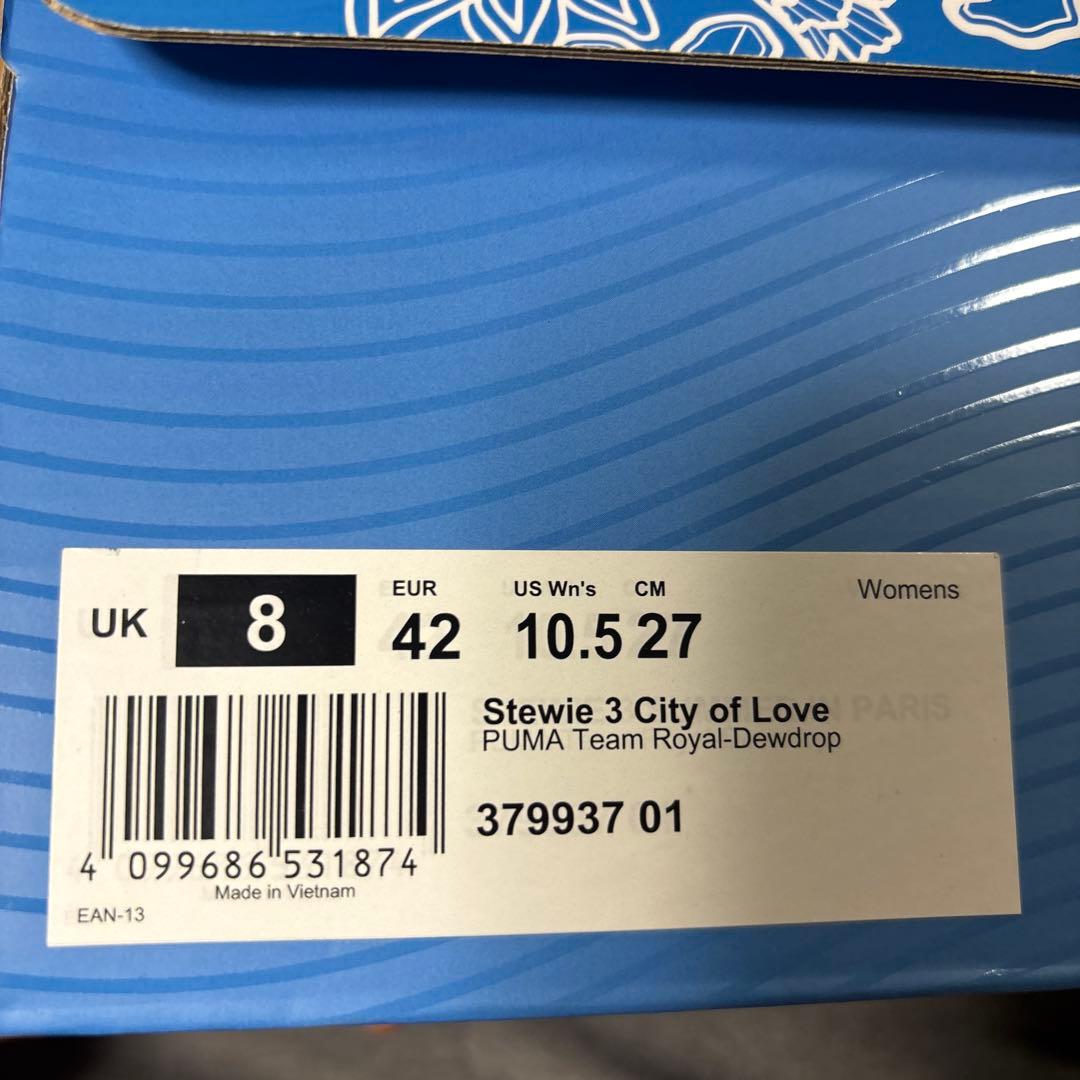 UK 8 EUR 42 US Wn's 10.5 CM 27 Womens
Stewie 3 City of Love
PUMA Team Royal-Dewdrop
379937 01
4 099686 531874
Made in Vietnam
EAN-13
PARIS